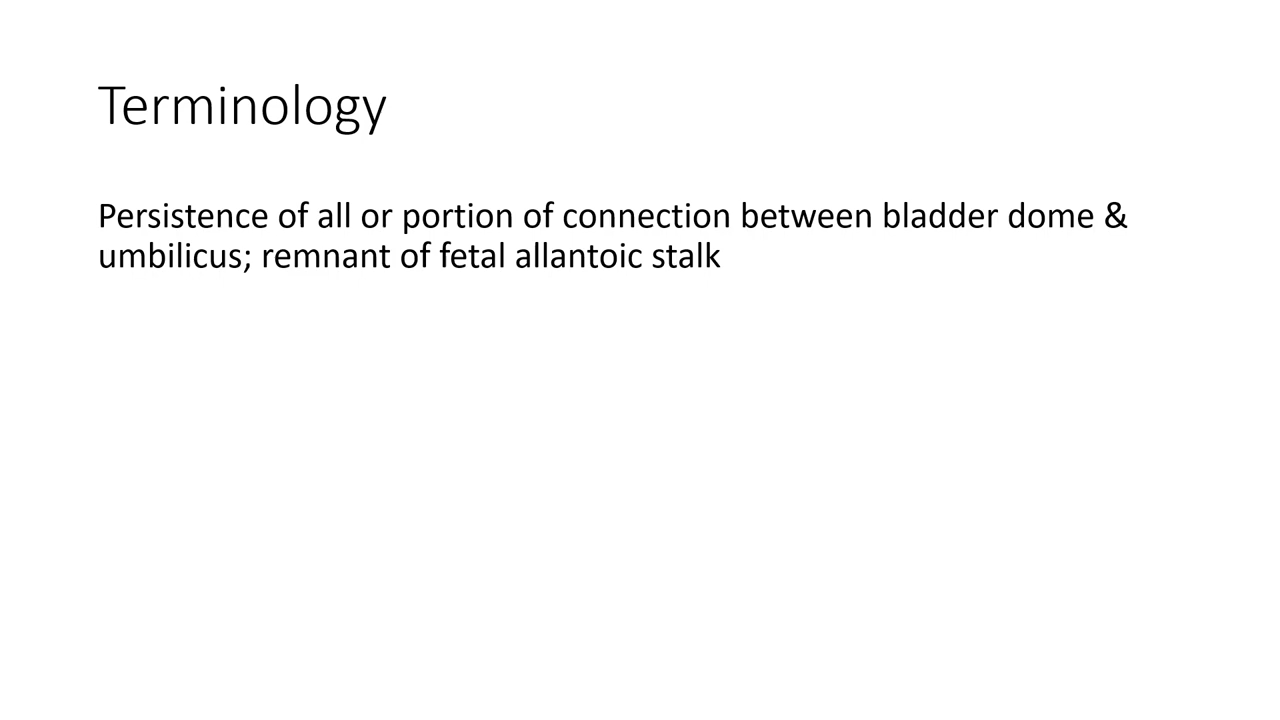 Terminology
Persistence of all or portion of connection between bladder dome &
umbilicus; remnant of fetal allantoic stalk